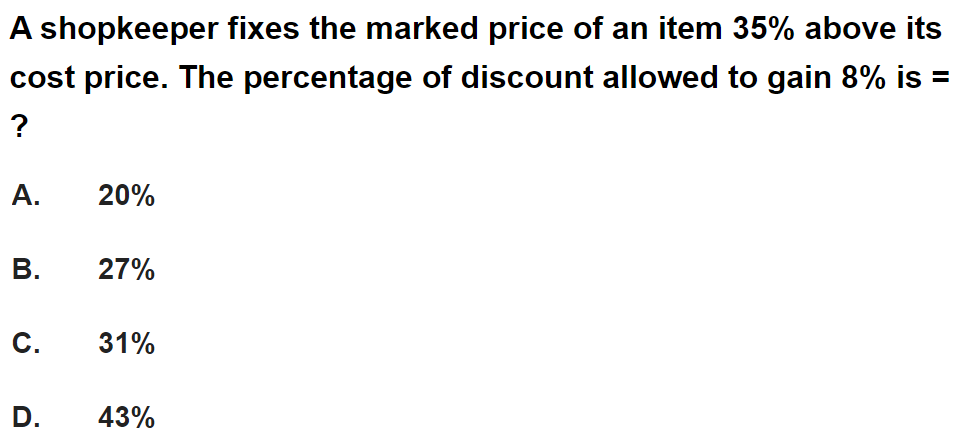 A shopkeeper fixes the marked price of an item 35% above its
cost price. The percentage of discount allowed to gain 8% is =
?
A. 20%
B. 27%
C. 31%
D. 43%